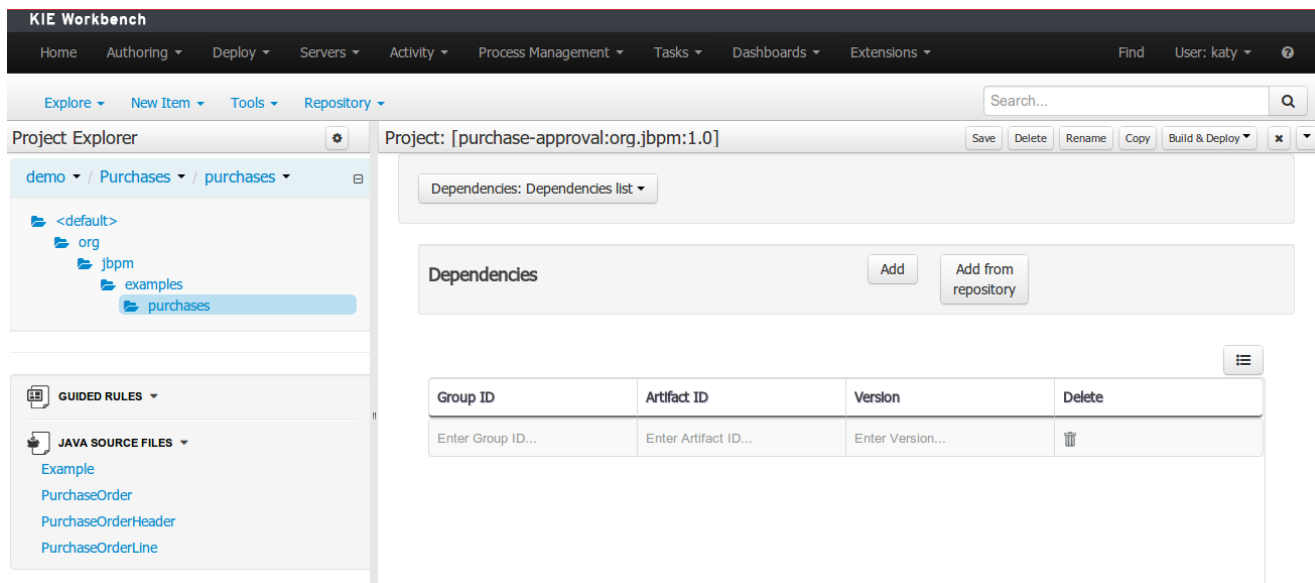 KIE Workbench
Home Authoring Deploy Servers Activity Process Management Tasks Dashboards Extensions Find User: katy
Explore New Item Tools Repository Search...
Project Explorer
Project: [purchase-approval:org.jbpm:1.0] Save Delete Rename Copy Build & Deploy
demo / Purchases / purchases
<default>
org
jbpm
examples
purchases
GUIDED RULES
JAVA SOURCE FILES
Example
PurchaseOrder
PurchaseOrderHeader
PurchaseOrderLine
Dependencies: Dependencies list
Dependencies Add Add from
repository
Group ID Artifact ID Version Delete
Enter Group ID... Enter Artifact ID... Enter Version...